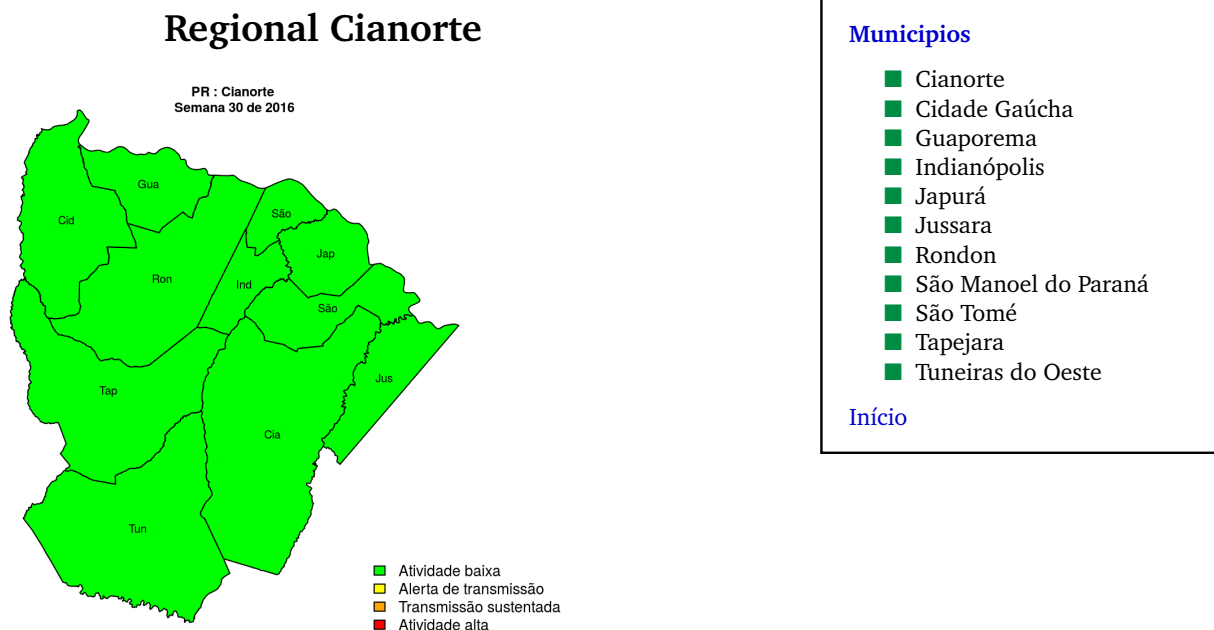 Regional Cianorte
PR : Cianorte
Semana 30 de 2016
Gua
Cid
São
Jap
Ron
Ind
São
Tap
Jus
Cia
Tun
Atividade baixa
Alerta de transmissão
Transmissão sustentada
Atividade alta
Municipios
Cianorte
Cidade Gaúcha
Guaporema
Indianópolis
Japurá
Jussara
Rondon
São Manoel do Paraná
São Tomé
Tapejara
Tuneiras do Oeste
Início